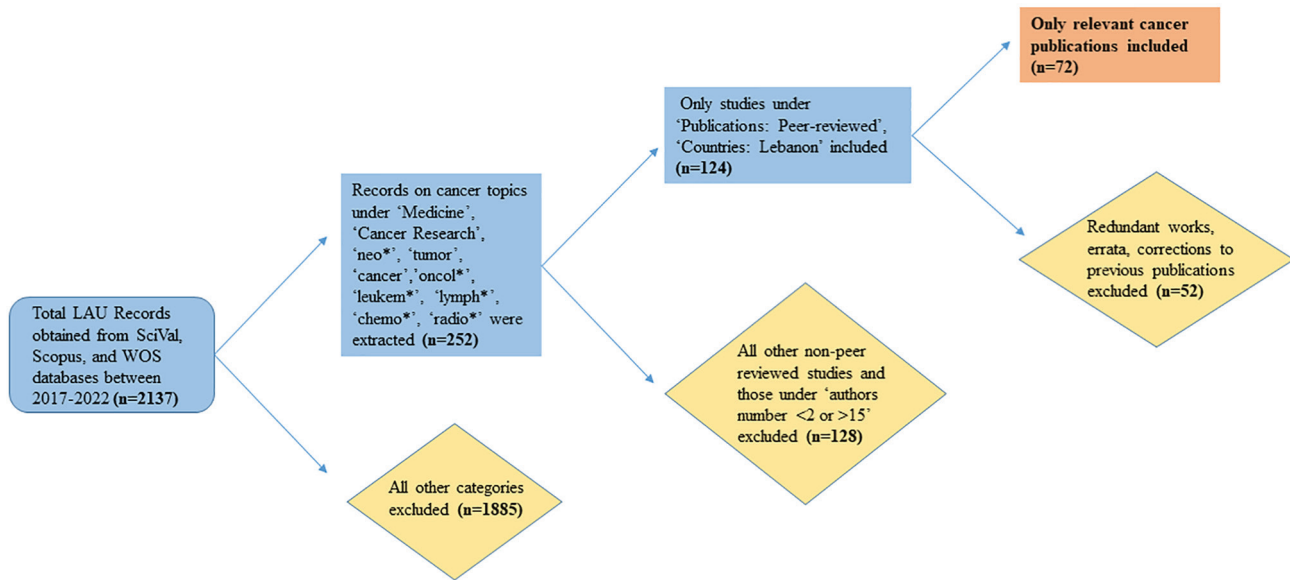 Total LAU Records
obtained from SciVal,
Scopus, and WOS
databases between
2017-2022 (n=2137)
Records on cancer topics
under ‘Medicine’,
‘Cancer Research’,
‘neo*’, ‘tumor’,
‘cancer’,’oncol*’,
‘leukem*’, ‘lymph*’,
‘chemo*’, ‘radio*’ were
extracted (n=252)
All other categories
excluded (n=1885)
Only studies under
‘Publications: Peer-reviewed’,
‘Countries: Lebanon’ included
(n=124)
All other non-peer
reviewed studies and
those under ‘authors
number <2 or >15’
excluded (n=128)
Only relevant cancer
publications included
(n=72)
Redundant works,
errata, corrections to
previous publications
excluded (n=52)